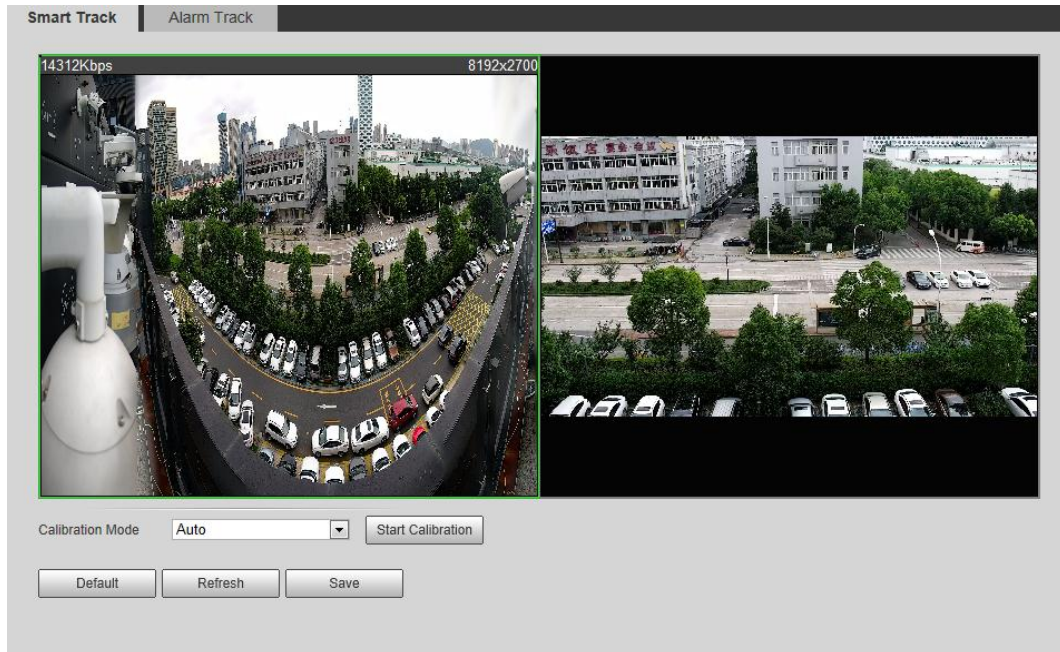 Smart Track
Alarm Track
14312Kbps
8192x2700
Calibration Mode
Auto
Start Calibration
Default
Refresh
Save